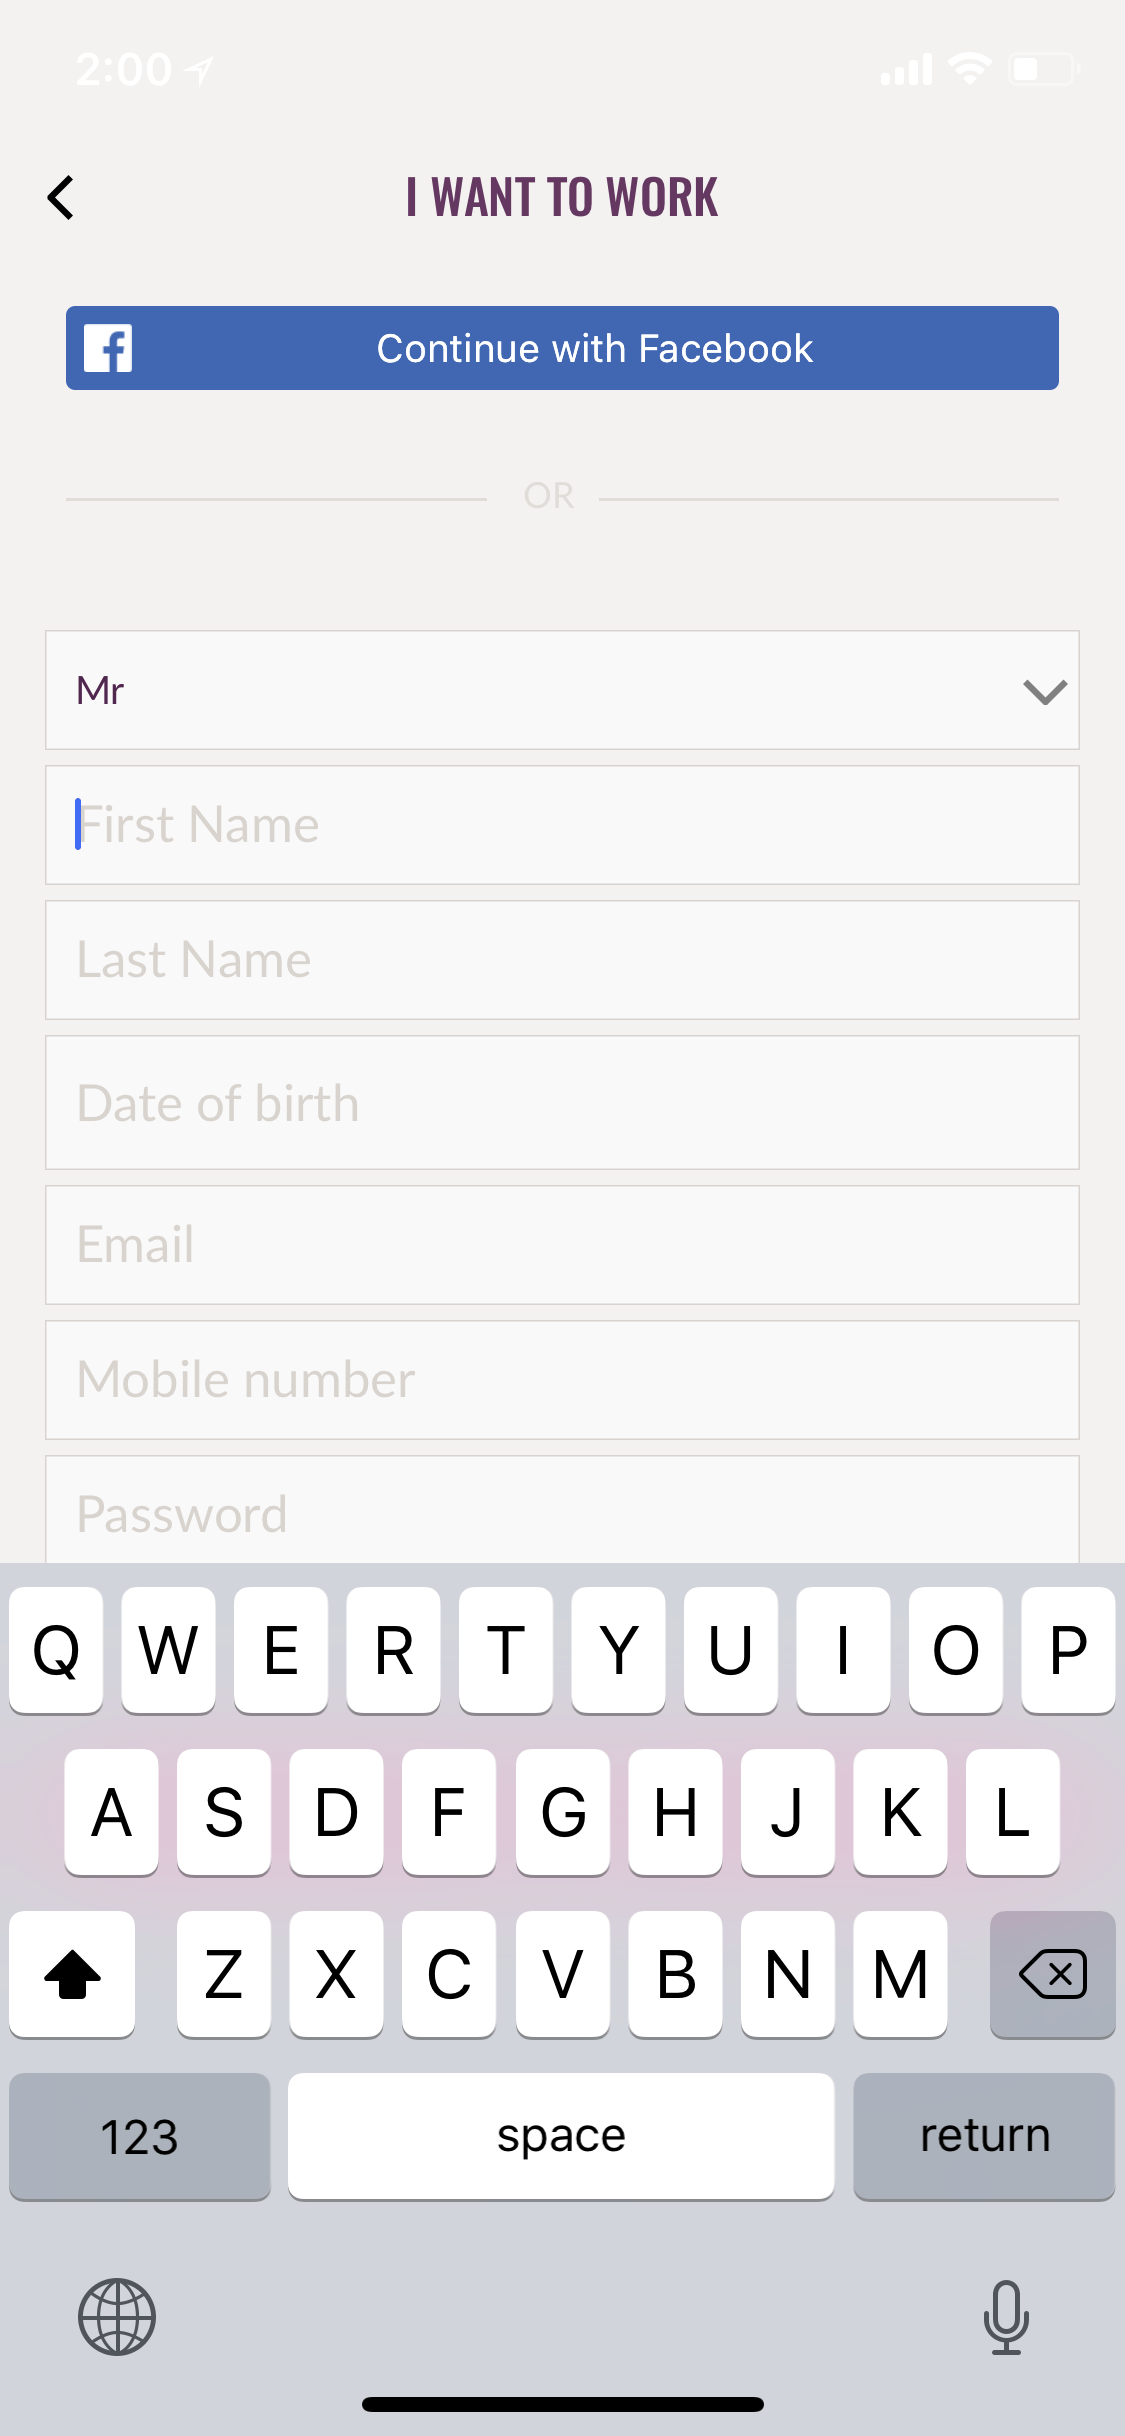 2:00
I WANT TO WORK
Continue with Facebook
OR
Mr
First Name
Last Name
Date of birth
Email
Mobile number
Password
Q W E R T Y U I O P
A S D F G H J K L
Z X C V B N M
123 space return